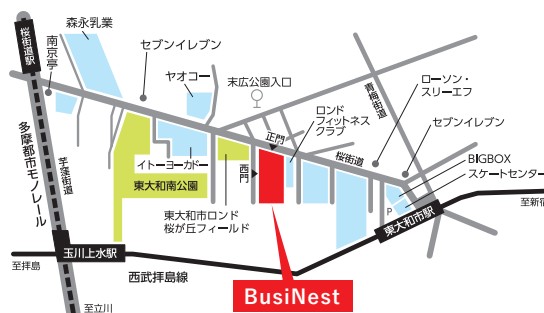 森永乳業
桜街道駅
南京亭
セブンイレブン
ヤオコー
末広公園入口
青梅街道
ローソン・
スリーエフ
ロンド
フィットネス
クラブ
セブンイレブン
正門
桜街道
BIGBOX
スケートセンター
多摩都市モノレール
芋窪街道
イトーヨーカドー
東大和南公園
西門
東大和市ロンド
桜が丘フィールド
P
至新宿
東大和市駅
玉川上水駅
至拝島
西武拝島線
至立川
BusiNest